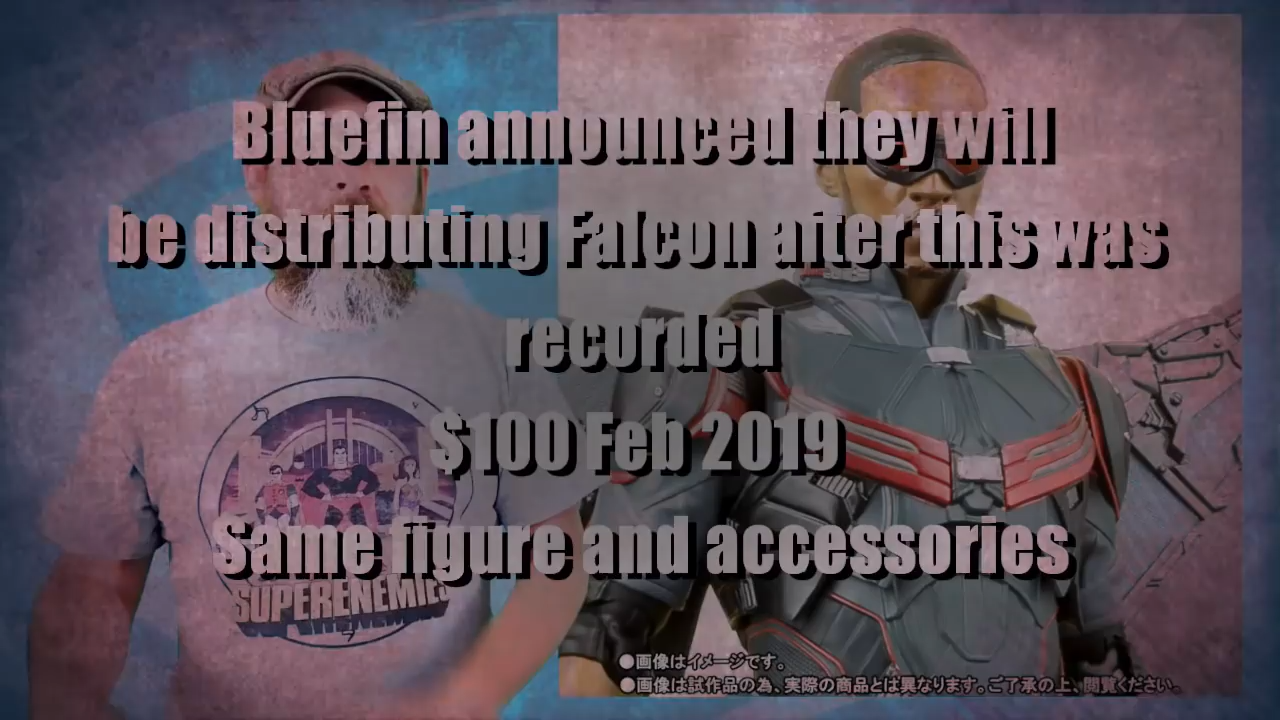 Bluefin announced they will
be distributing Falcon after this was
recorded
$100 Feb 2019
Same figure and accessories
SUPERENEMIES
●画像はイメージです。
●画像は試作品の為、実際の商品とは異なります。ご了承の上、閲覧ください。